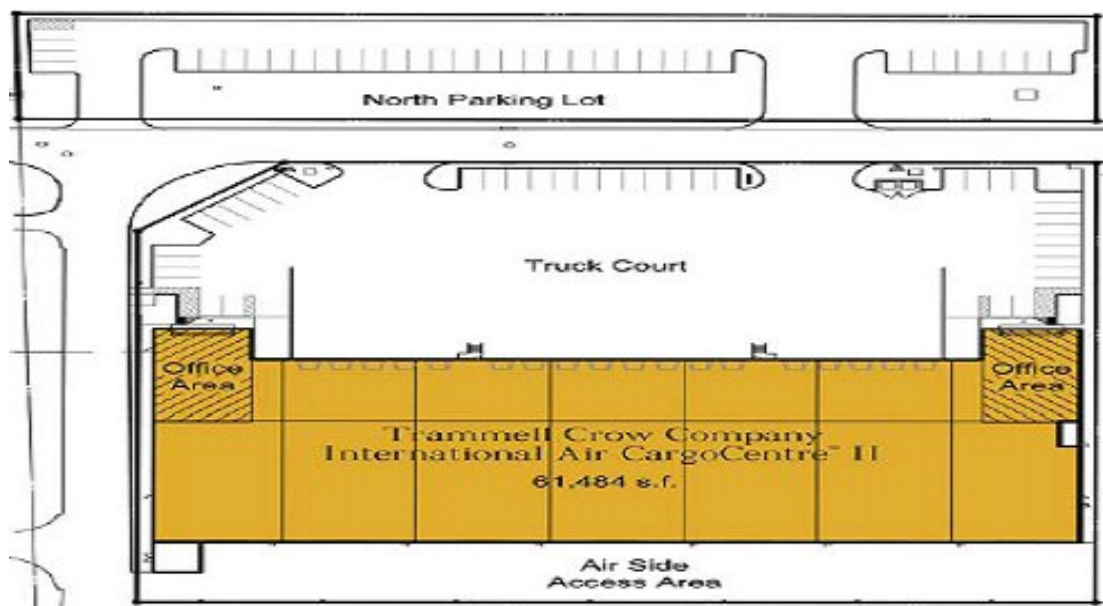 North Parking Lot
Truck Court
Office
Area
Office
Area
Trammell Crow Company
International Air CargoCentre™ II
61,484 s.f.
Air Side
Access Area